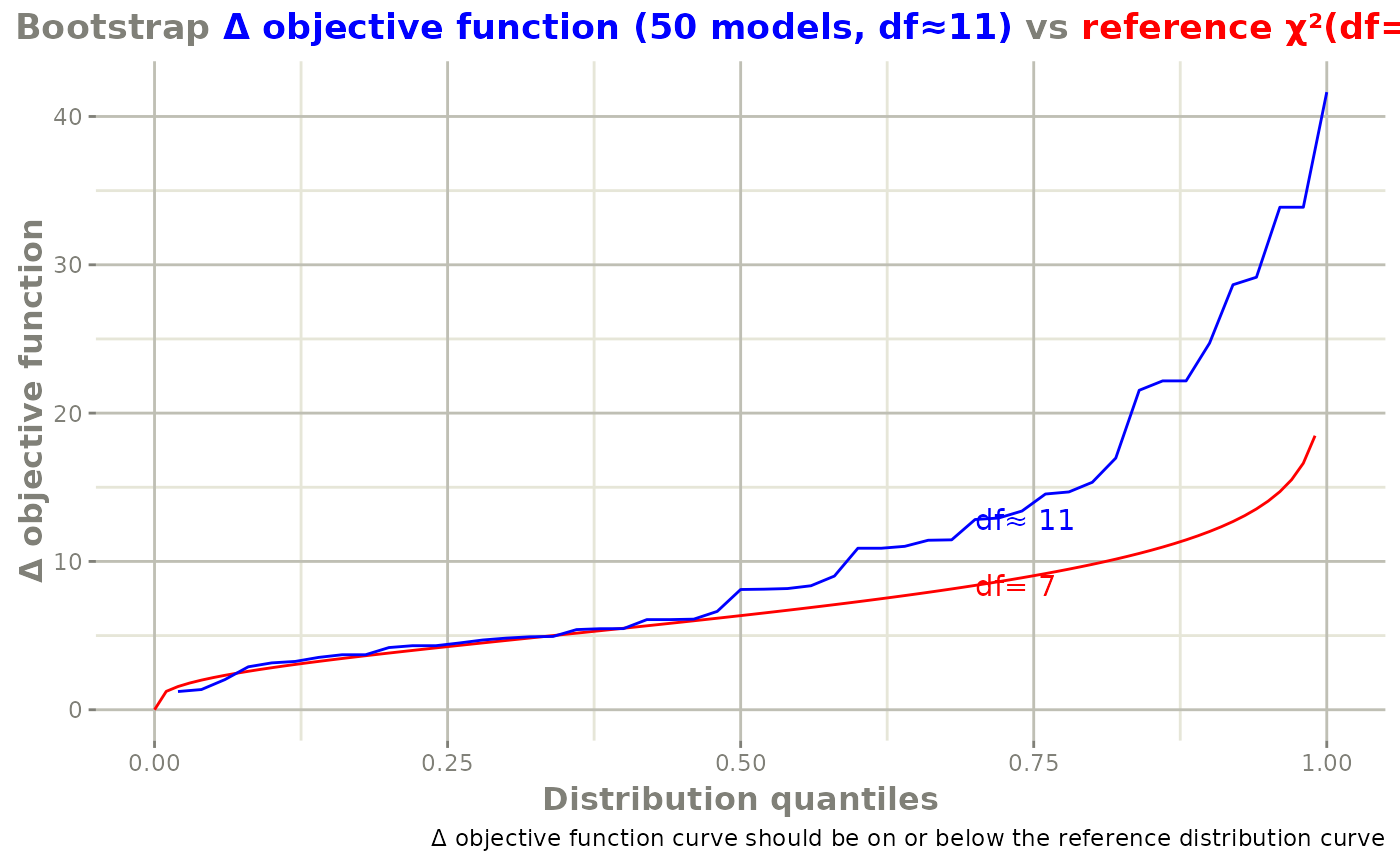 Bootstrap Δ objective function (50 models, df≈11) vs reference χ²(df=
Δ objective function
40
30
20
10
0
df≈ 11
df= 7
0.00 0.25 0.50 0.75 1.00
Distribution quantiles
Δ objective function curve should be on or below the reference distribution curve